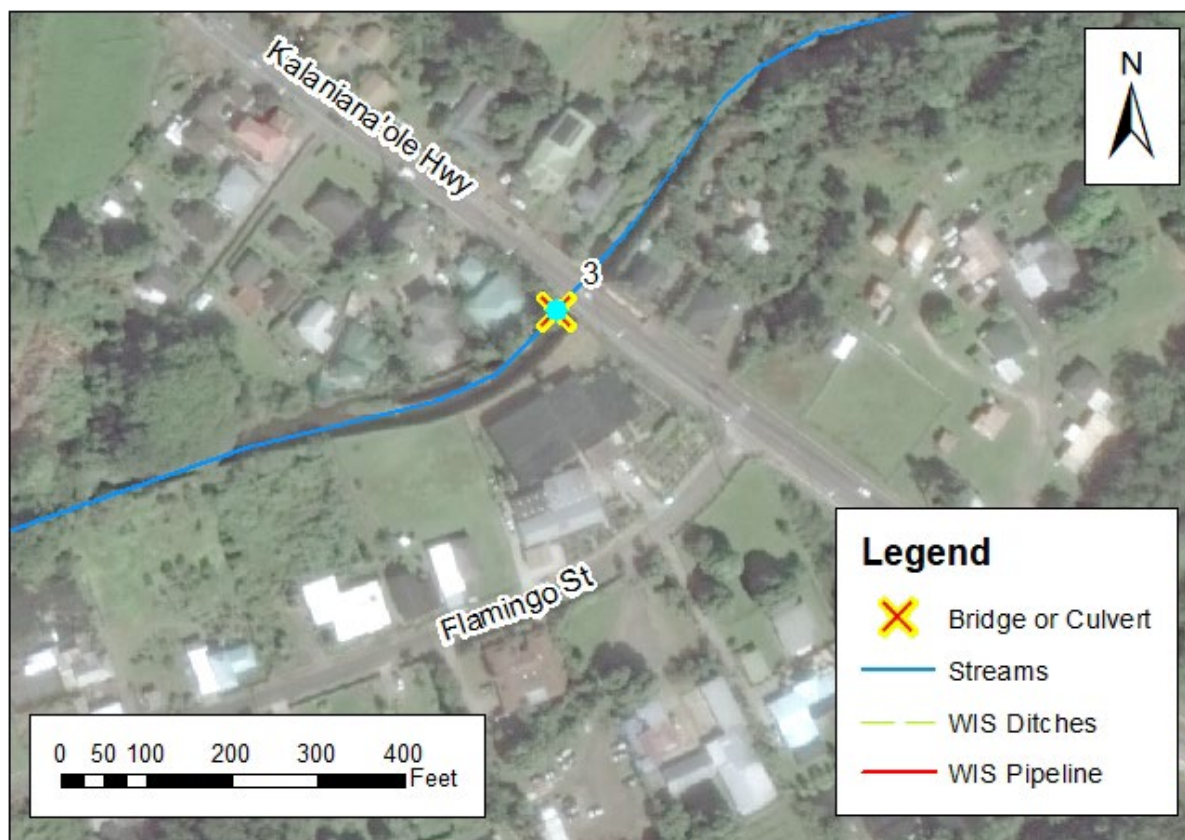 Kalaniana'ole Hwy
N
3
Flamingo St
Legend
Bridge or Culvert
Streams
WIS Ditches
WIS Pipeline
0 50 100 200 300 400
Feet